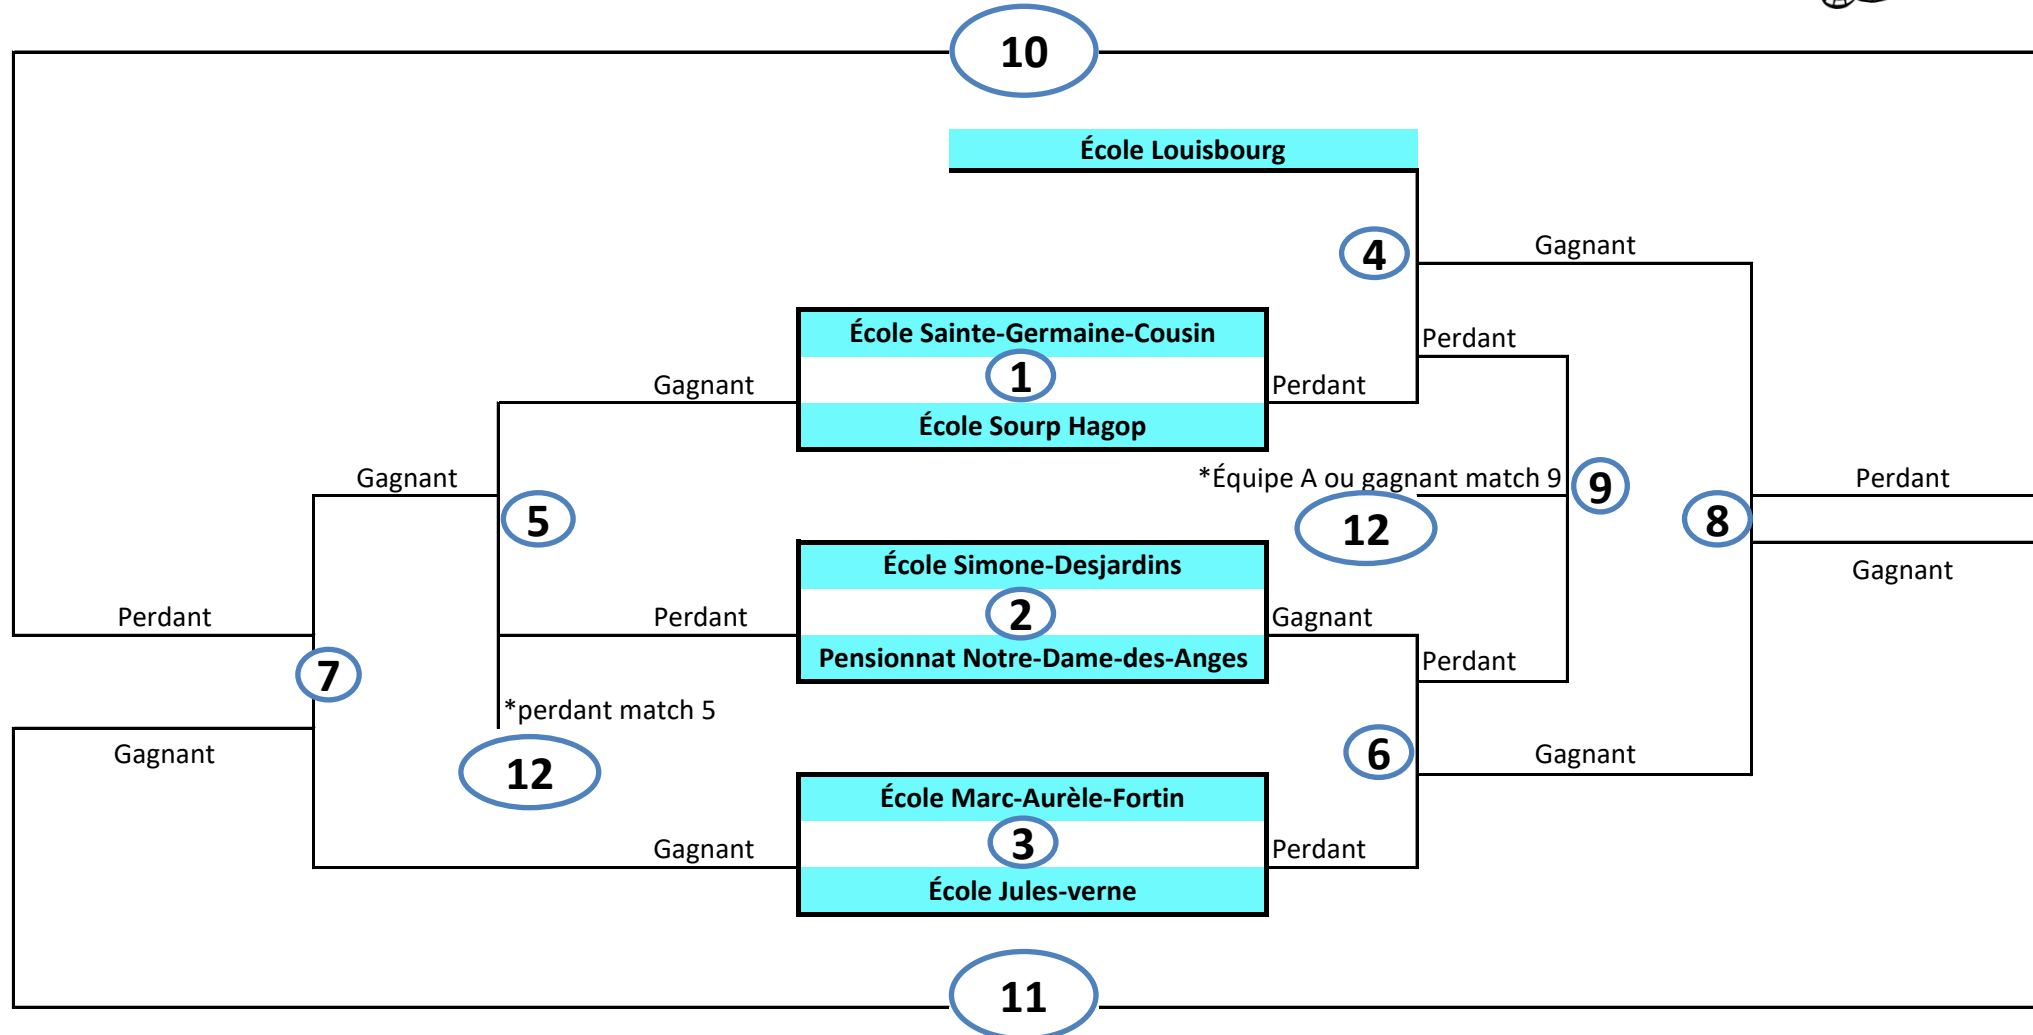 10
École Louisbourg
4
Gagnant
École Sainte-Germaine-Cousin
Perdant
1
Gagnant
Perdant
École Sourp Hagop
Gagnant
*Équipe A ou gagnant match 9
9
Perdant
5
12
8
École Simone-Desjardins
Gagnant
Perdant
Perdant
2
Gagnant
Pensionnat Notre-Dame-des-Anges
Perdant
7
*perdant match 5
Gagnant
6
Gagnant
12
École Marc-Aurèle-Fortin
3
Gagnant
Perdant
École Jules-verne
11